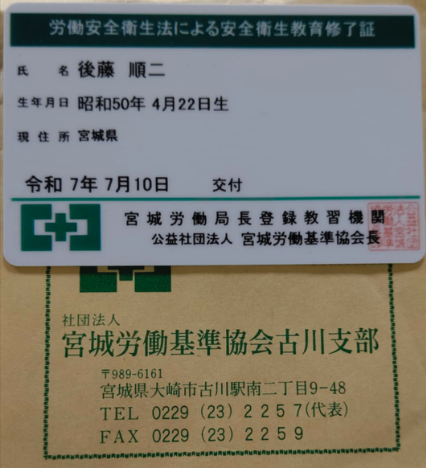 労働安全衛生法による安全衛生教育修了証
氏 名 後藤 順二
生年月日 昭和50年 4月22日生
現住所 宮城県
令和 7年 7月10日 交付
宮城労働局長登録教習機関
公益社団法人 宮城労働基準協会長
社団法人
宮城労働基準協会古川支部
〒989-6161
宮城県大崎市古川駅南二丁目9-48
TEL 0229 (23) 2257(代表)
FAX 0229 (23) 2259